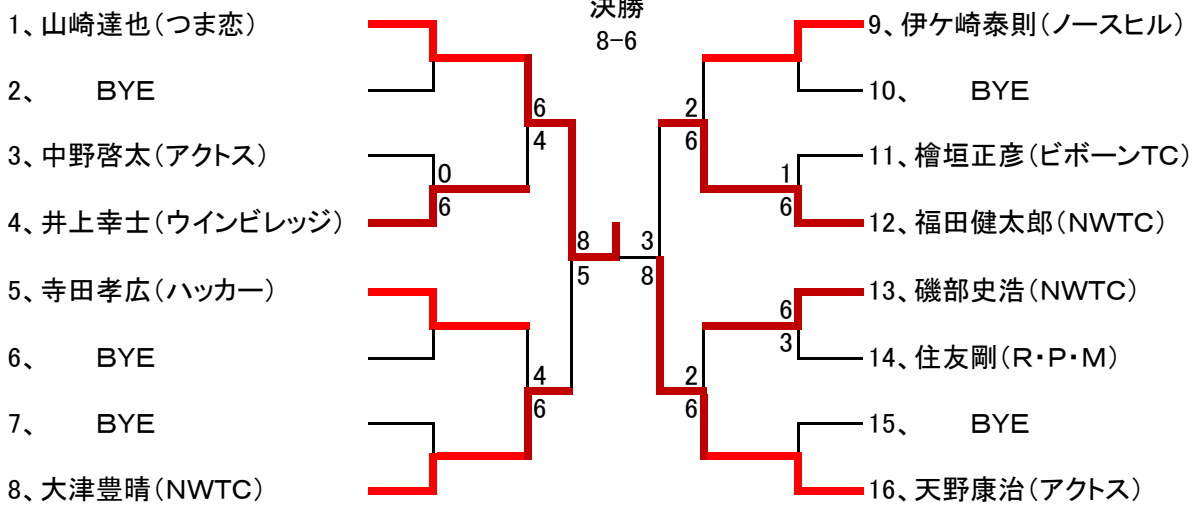 決勝
8-6
1、山崎達也(つま恋)
2、 BYE
3、中野啓太(アクトス)
4、井上幸士(ウインビレッジ)
5、寺田孝広(ハッカー)
6、 BYE
7、 BYE
8、大津豊晴(NWTC)
0
6
6
4
4
6
8
5
3
8
2
6
2
6
1
6
6
3
9、伊ケ崎泰則(ノースヒル)
10、 BYE
11、檜垣正彦(ビボーンTC)
12、福田健太郎(NWTC)
13、磯部史浩(NWTC)
14、住友剛(R・P・M)
15、 BYE
16、天野康治(アクトス)